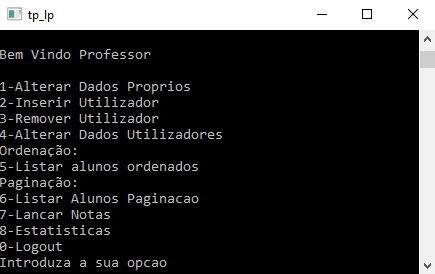 tp_lp
Bem Vindo Professor
1-Alterar Dados Proprios
2-Inserir Utilizador
3-Remover Utilizador
4-Alterar Dados Utilizadores
Ordenação:
5-Listar alunos ordenados
Paginação:
6-Listar Alunos Paginacao
7-Lancar Notas
8-Estatisticas
0-Logout
Introduza a sua opcao